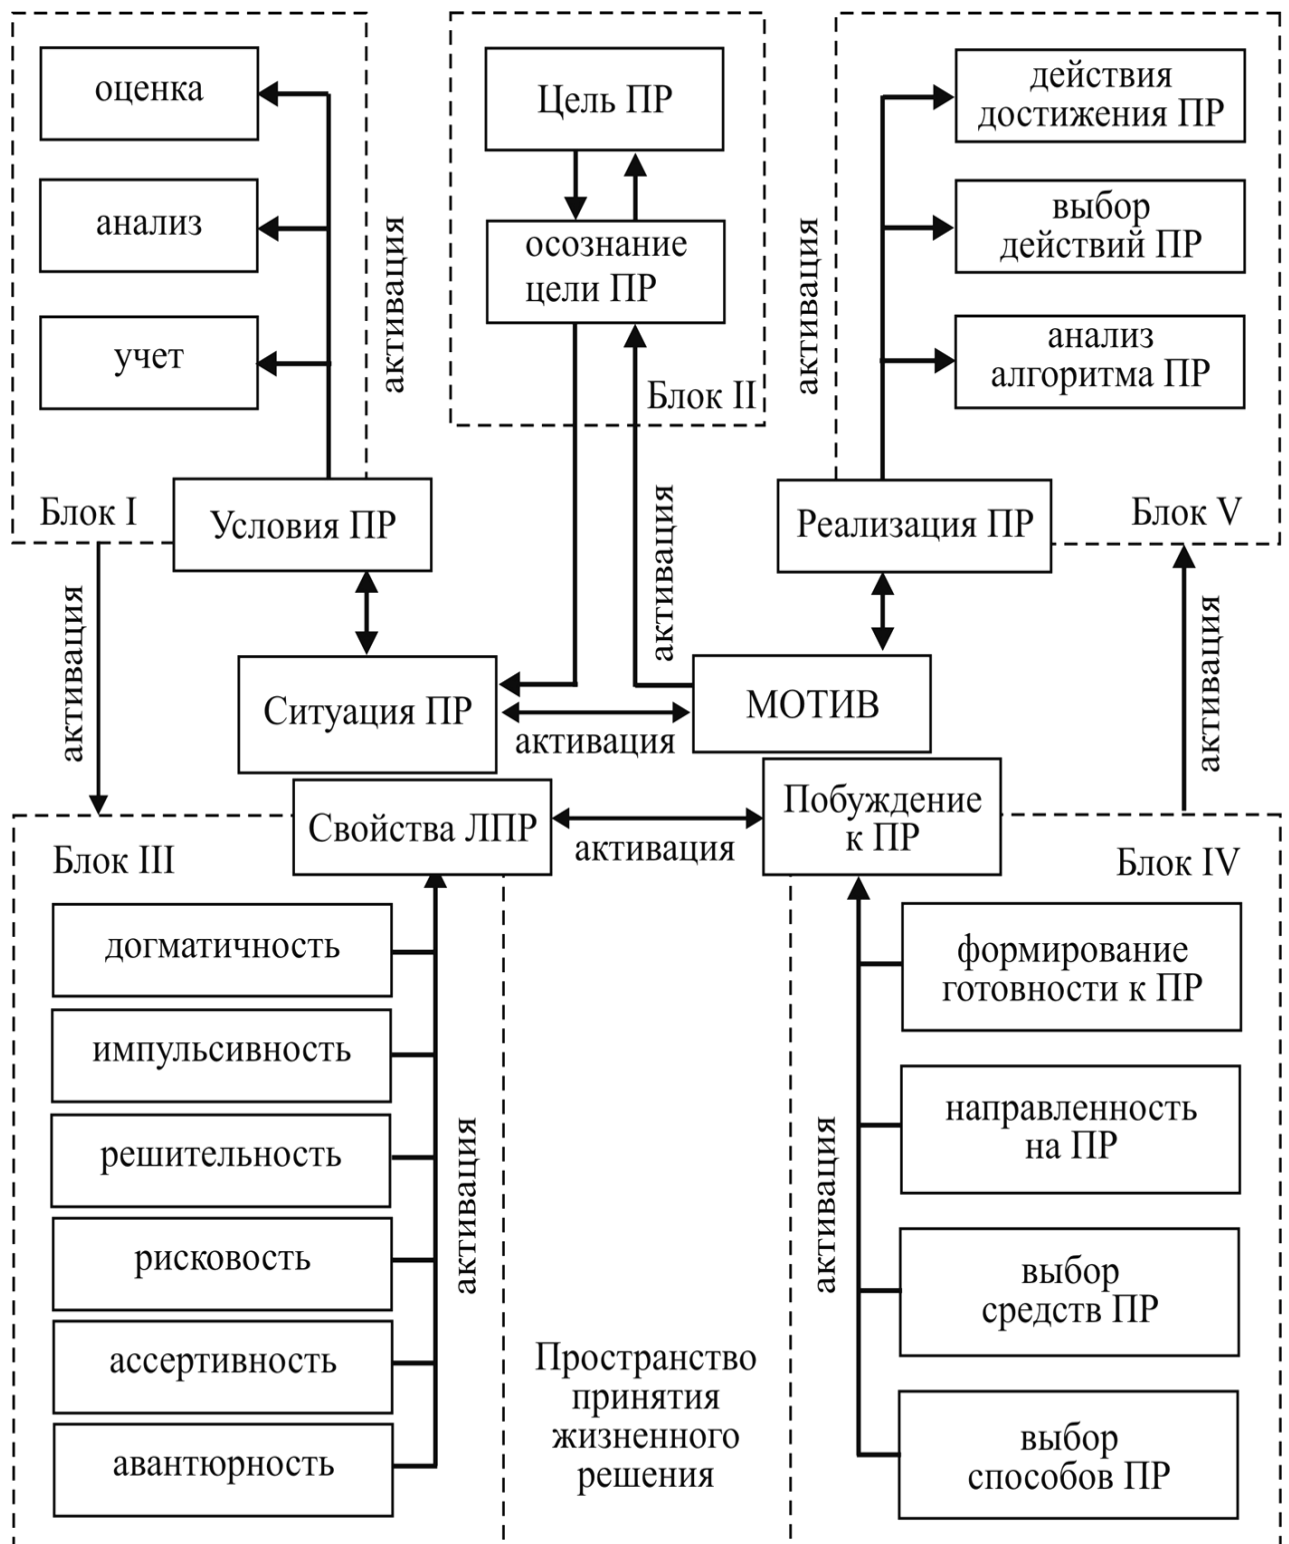 оценка
анализ
учет
активация
Блок I
Условия ПР
Цель ПР
осознание
цели ПР
Блок II
активация
действия
достижения ПР
выбор
действий ПР
анализ
алгоритма ПР
активация
Реализация ПР
Блок V
активация
Ситуация ПР
активация
МОТИВ
активация
Свойства ЛПР
активация
Побуждение
к ПР
Блок III
догматичность
импульсивность
решительность
рисковость
ассертивность
авантюрность
активация
Пространство
принятия
жизненного
решения
Блок IV
активация
формирование
готовности к ПР
направленность
на ПР
выбор
средств ПР
выбор
способов ПР